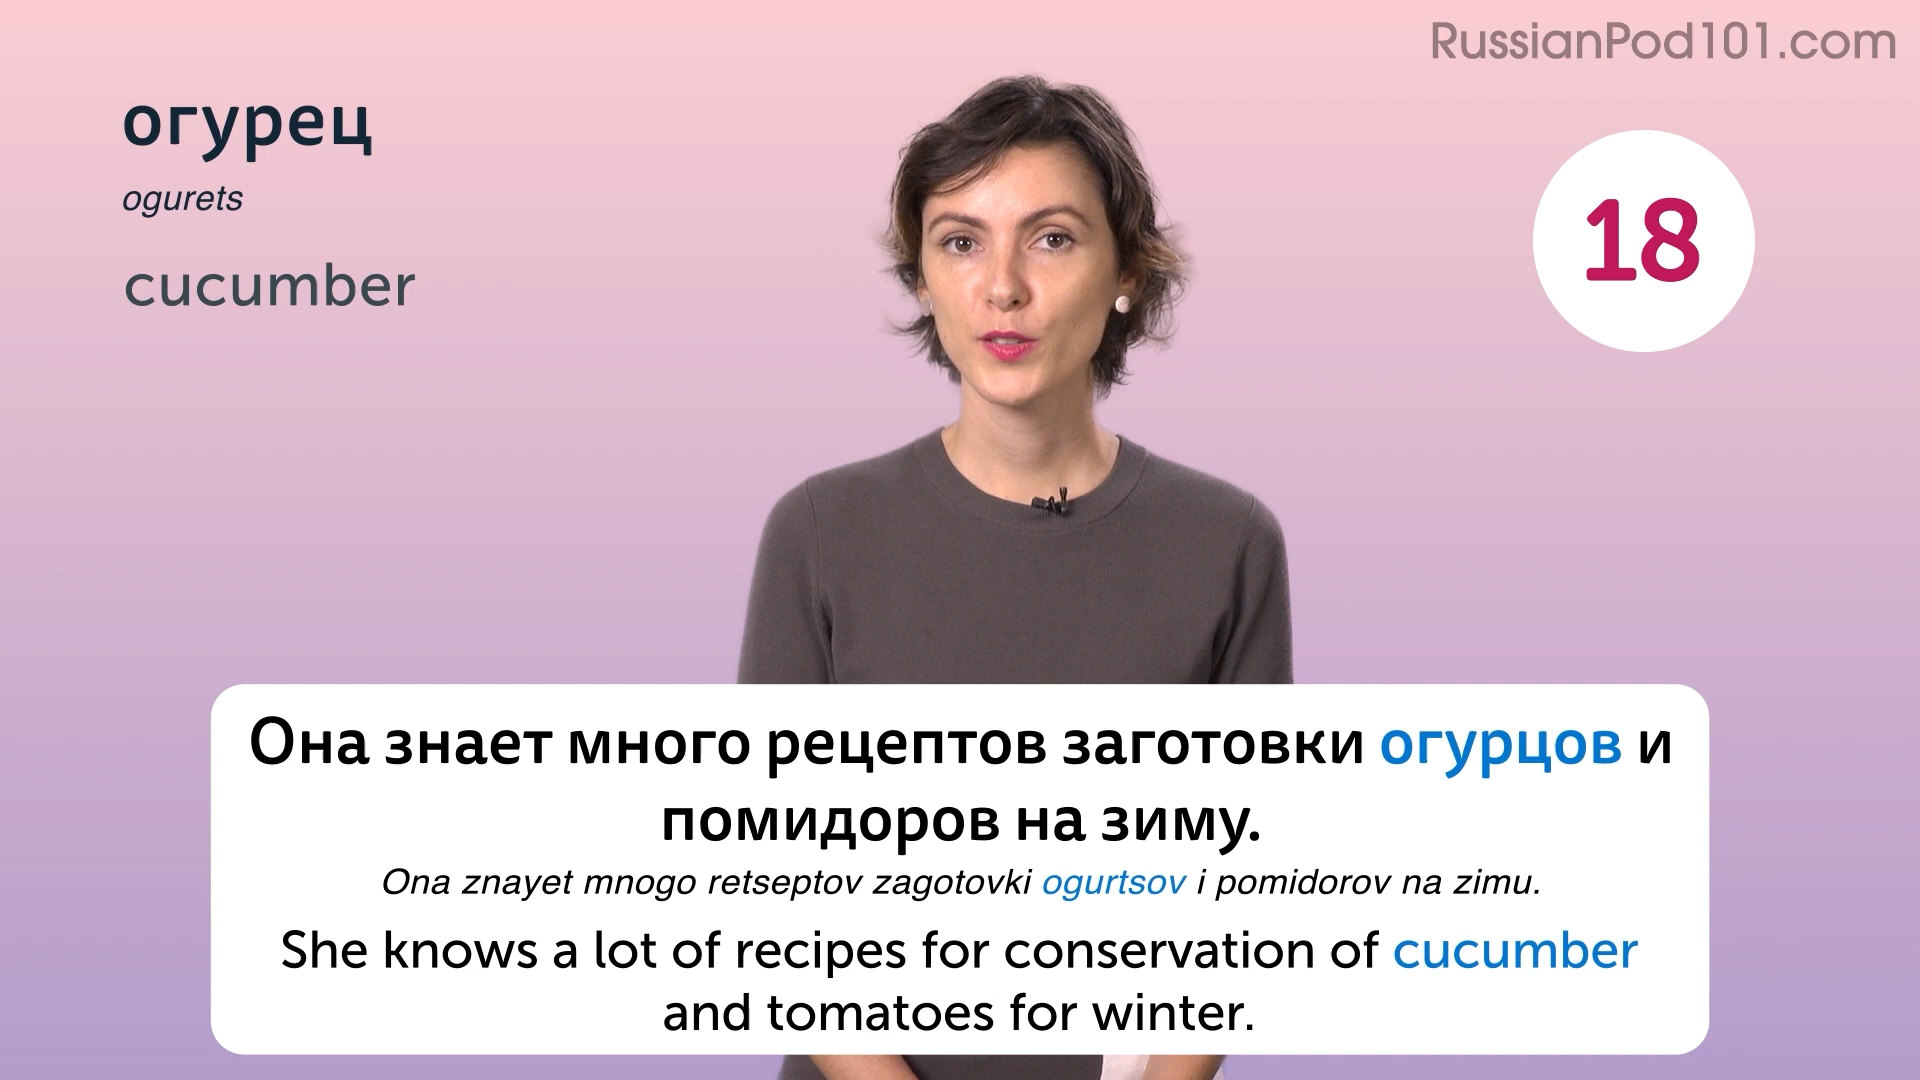 RussianPod101.com
огурец
ogurets
cucumber
18
Она знает много рецептов заготовки огурцов и
помидоров на зиму.
Ona znayet mnogo retseptov zagotovki ogurtsov i pomidorov na zimu.
She knows a lot of recipes for conservation of cucumber
and tomatoes for winter.